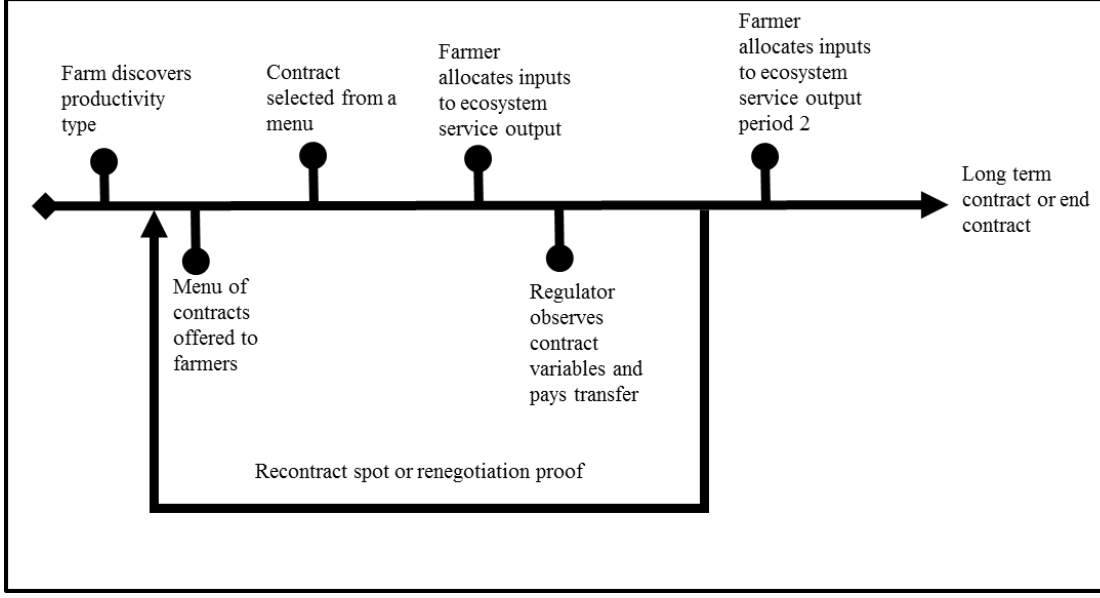 Farm discovers
productivity
type
Contract
selected from a
menu
Farmer
allocates inputs
to ecosystem
service output
Farmer
allocates inputs
to ecosystem
service output
period 2
Long term
contract or end
contract
Menu of
contracts
offered to
farmers
Regulator
observes
contract
variables and
pays transfer
Recontract spot or renegotiation proof